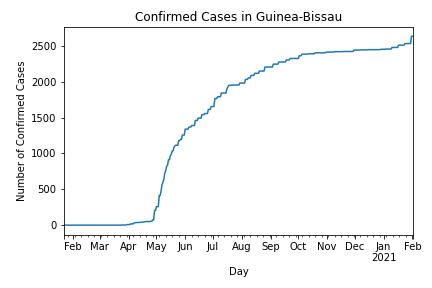 Confirmed Cases in Guinea-Bissau
Number of Confirmed Cases
2500
2000
1500
1000
500
0
Feb Mar Apr May Jun Jul Aug Sep Oct Nov Dec Jan Feb
2021
Day